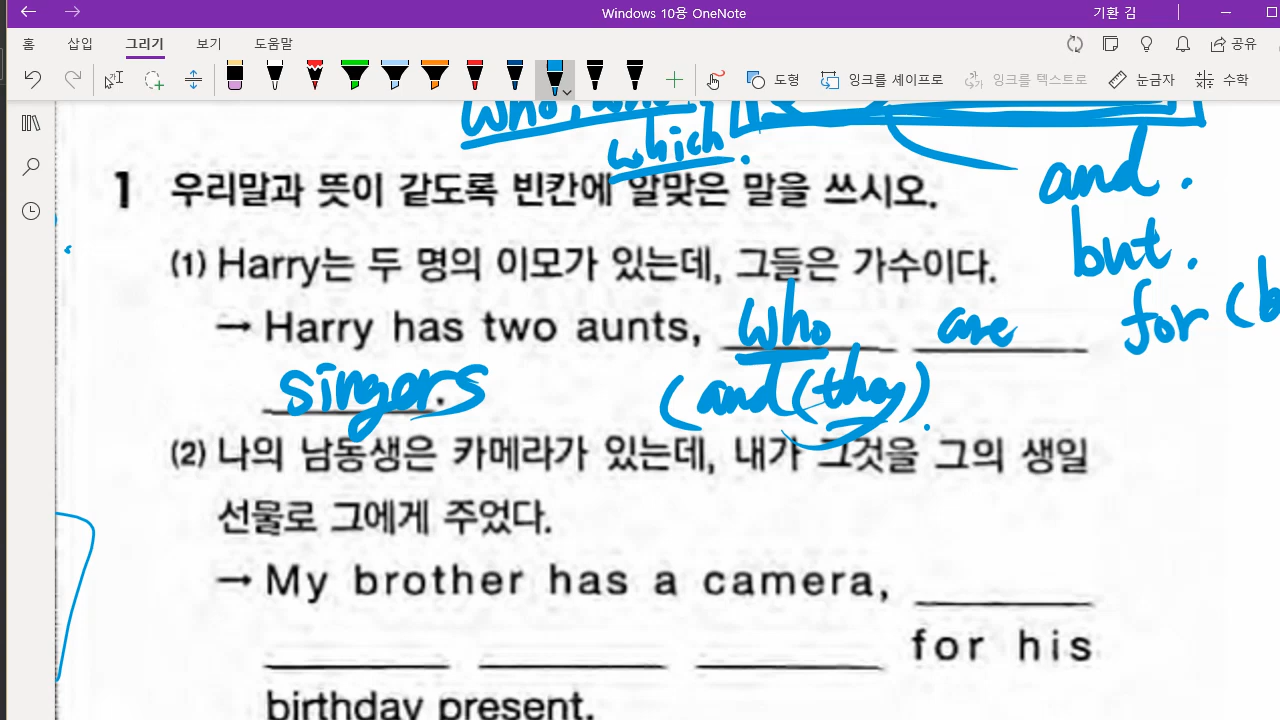 Windows 10용 OneNote
기환 김
홈 삽입 그리기 보기 도움말
공유
도형 잉크를 셰이프로 잉크를 텍스트로 눈금자 수학
who,
which.
and.
but.
for (b
1 우리말과 뜻이 같도록 빈칸에 알맞은 말을 쓰시오.
(1) Harry는 두 명의 이모가 있는데, 그들은 가수이다.
→ Harry has two aunts, who are
singers.
(and (they).
(2) 나의 남동생은 카메라가 있는데, 내가 그것을 그의 생일
선물로 그에게 주었다.
→ My brother has a camera,
for his
birthday present.